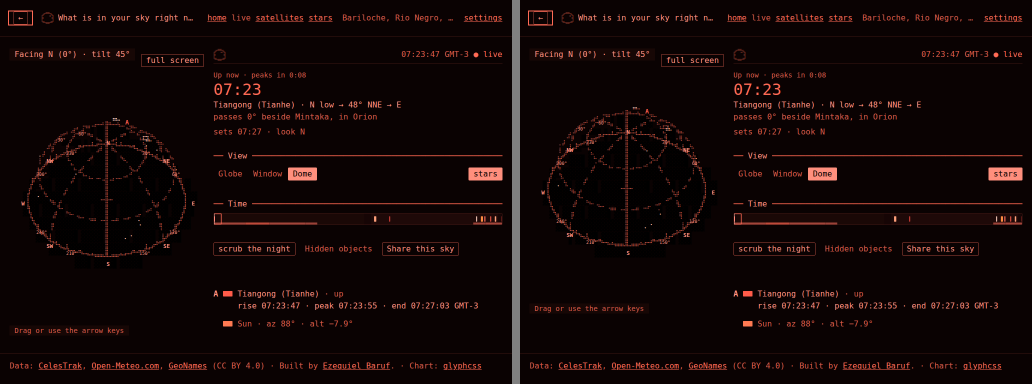 ← What is in your sky right n… home live satellites stars Bariloche, Rio Negro, … settings
Facing N (0°) · tilt 45°
full screen
07:23:47 GMT-3 ● live
Up now · peaks in 0:08
07:23
Tiangong (Tianhe) · N low → 48° NNE → E
passes 0° beside Mintaka, in Orion
sets 07:27 · look N
View
Globe Window Dome stars
Time
scrub the night Hidden objects Share this sky
A Tiangong (Tianhe) · up
rise 07:23:47 · peak 07:23:55 · end 07:27:03 GMT-3
Sun · az 88° · alt −7.9°
A
N
NW
NE
W
E
SW
SE
S
Drag or use the arrow keys
Data: CelesTrak, Open-Meteo.com, GeoNames (CC BY 4.0) · Built by Ezequiel Baruf. · Chart: glyphcss
← What is in your sky right n… home live satellites stars Bariloche, Rio Negro, … settings
Facing N (0°) · tilt 45°
full screen
07:23:47 GMT-3 ● live
Up now · peaks in 0:08
07:23
Tiangong (Tianhe) · N low → 48° NNE → E
passes 0° beside Mintaka, in Orion
sets 07:27 · look N
View
Globe Window Dome stars
Time
scrub the night Hidden objects Share this sky
A Tiangong (Tianhe) · up
rise 07:23:47 · peak 07:23:55 · end 07:27:03 GMT-3
Sun · az 88° · alt −7.9°
A
N
NW
NE
W
E
SW
SE
S
Drag or use the arrow keys
Data: CelesTrak, Open-Meteo.com, GeoNames (CC BY 4.0) · Built by Ezequiel Baruf. · Chart: glyphcss